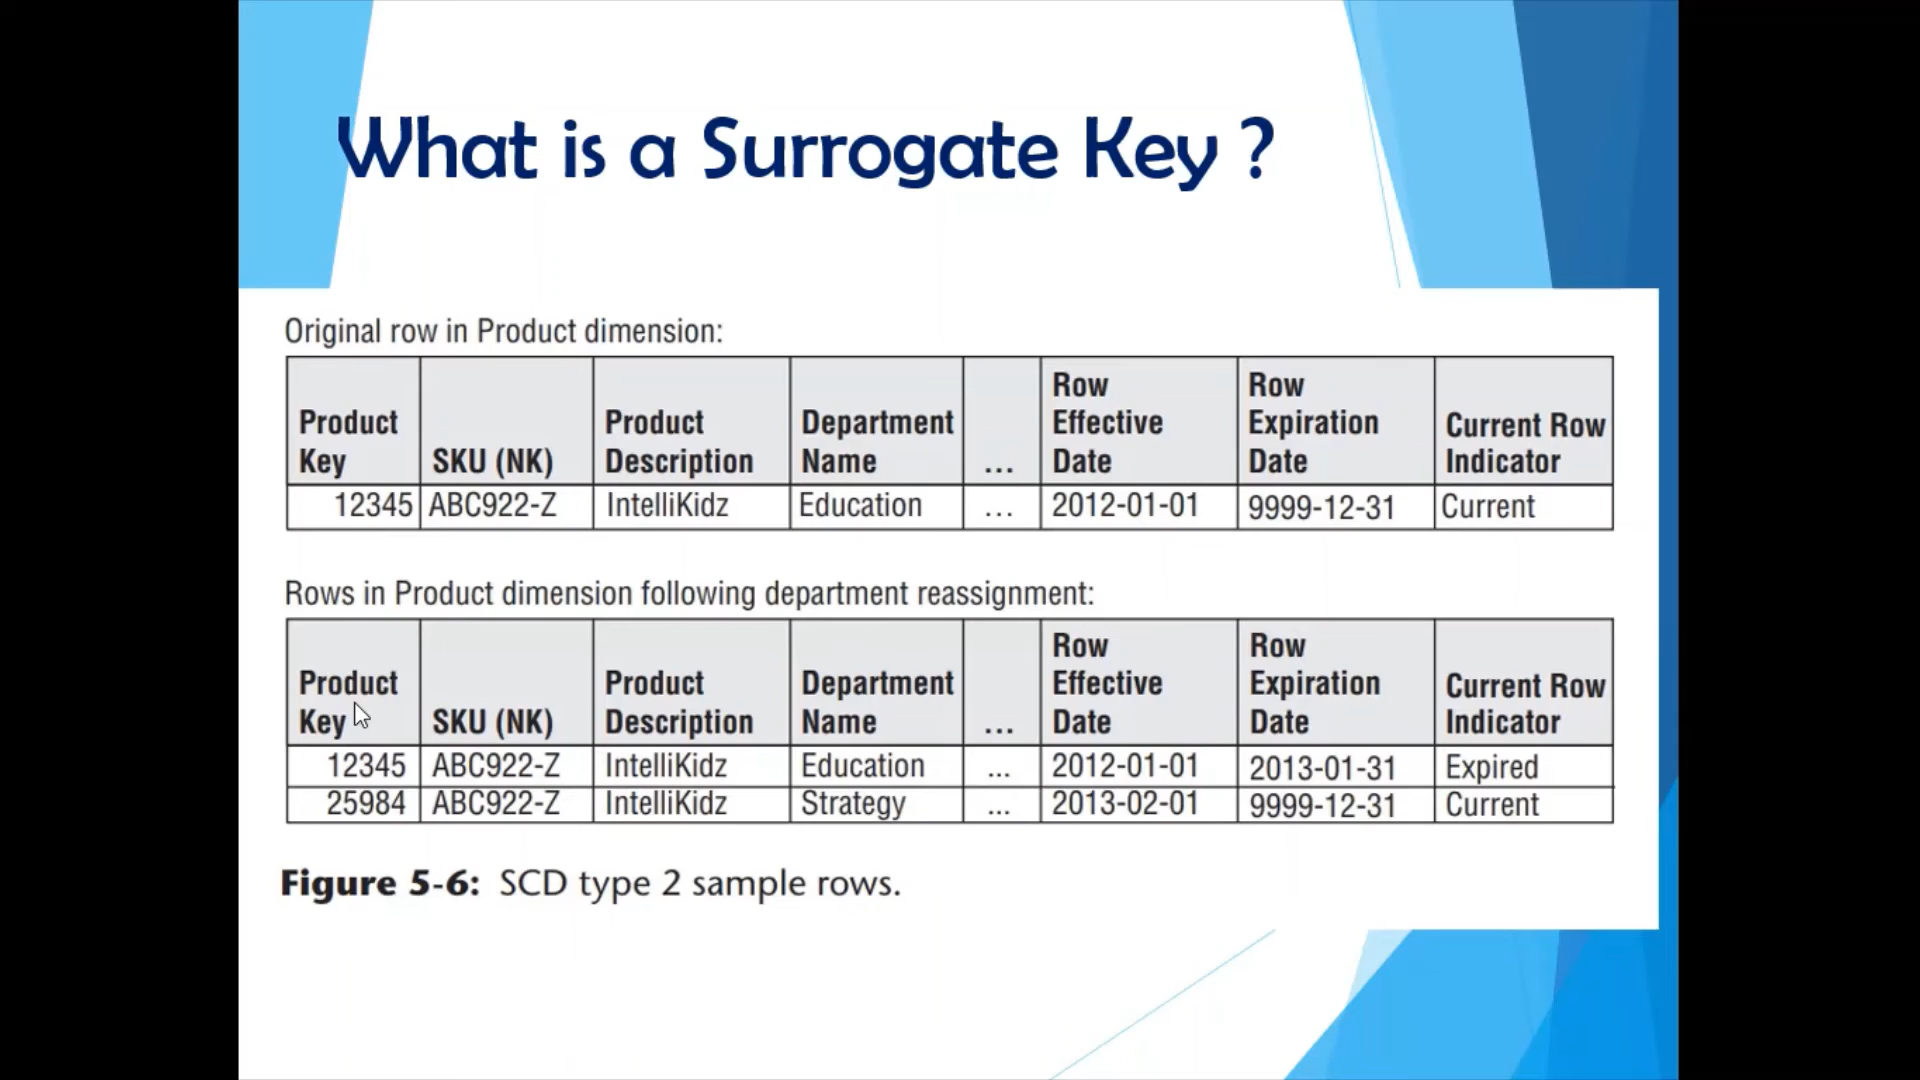 What is a Surrogate Key ?
Original row in Product dimension:
Product Key SKU (NK) Product Description Department Name ... Row Effective Date Row Expiration Date Current Row Indicator
12345 ABC922-Z IntelliKidz Education ... 2012-01-01 9999-12-31 Current
Rows in Product dimension following department reassignment:
Product Key SKU (NK) Product Description Department Name ... Row Effective Date Row Expiration Date Current Row Indicator
12345 ABC922-Z IntelliKidz Education ... 2012-01-01 2013-01-31 Expired
25984 ABC922-Z IntelliKidz Strategy ... 2013-02-01 9999-12-31 Current
Figure 5-6: SCD type 2 sample rows.